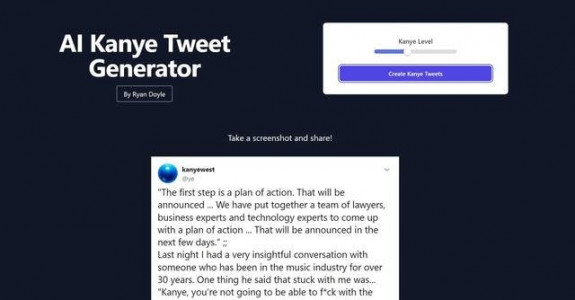 AI Kanye Tweet
Generator
By Ryan Doyle
Kanye Level
Create Kanye Tweets
Take a screenshot and share!
kanyewest
@ye
"The first step is a plan of action. That will be
announced ... We have put together a team of lawyers,
business experts and technology experts to come up
with a plan of action ... That will be announced in the
next few days." ;;
Last night I had a very insightful conversation with
someone who has been in the music industry for over
30 years. One thing he said that stuck with me was...
"Kanye, you're not going to be able to f*ck with the